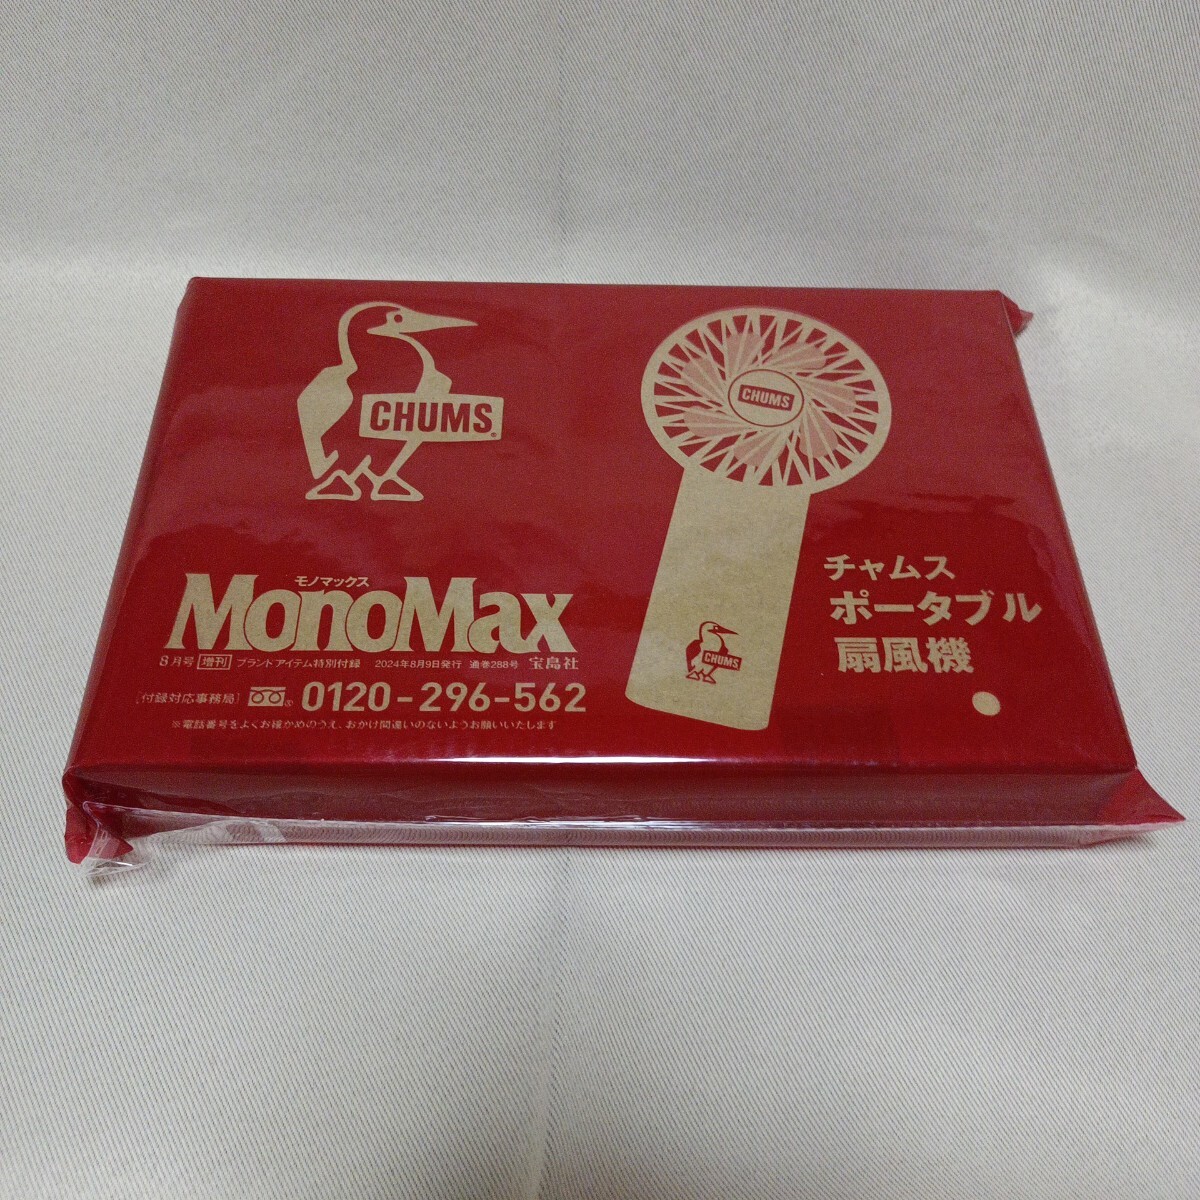 CHUMS®
CHUMS
CHUMS
チャムス
ポータブル
扇風機
モノマックス
MonoMax
8月号 増刊 ブランドアイテム特別付録 2024年8月9日発行 通巻288号 宝島社
[付録対応事務局] 0120-296-562
※電話番号をよくお確かめのうえ、おかけ間違いのないようお願いいたします